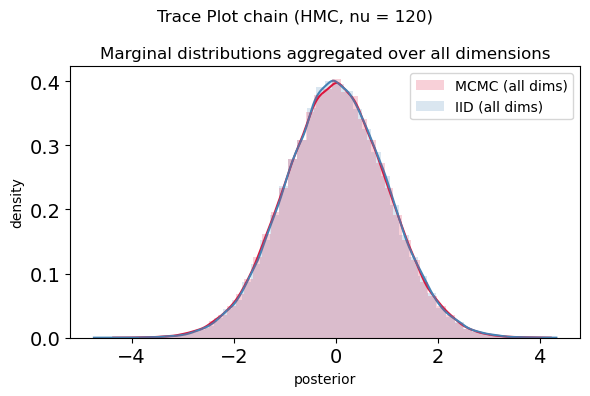 Trace Plot chain (HMC, nu = 120)
Marginal distributions aggregated over all dimensions
MCMC (all dims)
IID (all dims)
density
0.4
0.3
0.2
0.1
0.0
−4 −2 0 2 4
posterior